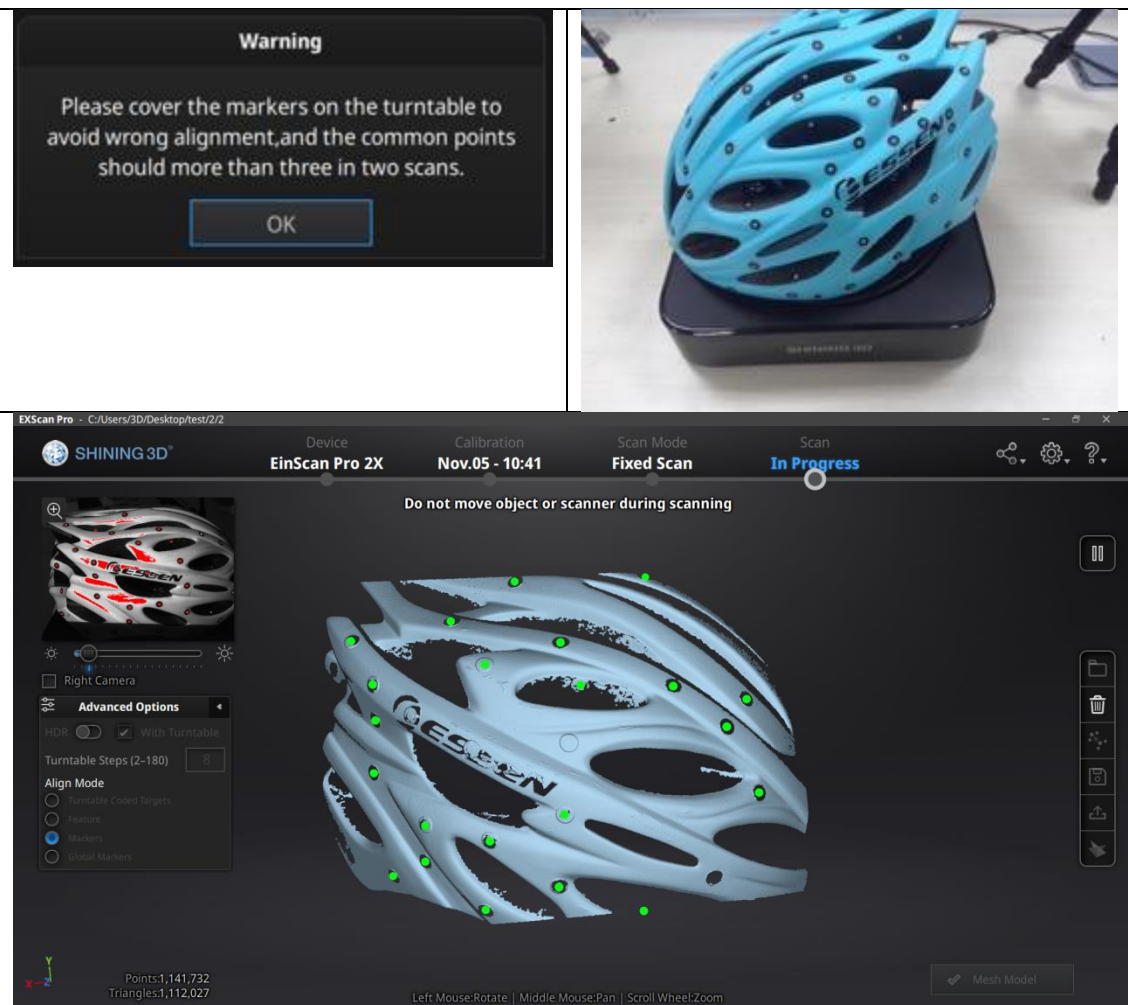 Warning
Please cover the markers on the turntable to
avoid wrong alignment,and the common points
should more than three in two scans.
OK
ESSEN
EXScan Pro - C:/Users/3D/Desktop/test/2/2
SHINING 3D®
Device
EinScan Pro 2X
Calibration
Nov.05 - 10:41
Scan Mode
Fixed Scan
Scan
In Progress
Do not move object or scanner during scanning
ESSEN
ESSEN
Right Camera
Advanced Options
HDR
With Turntable
Turntable Steps (2-180)
8
Align Mode
Turntable Coded Targets
Feature
Markers
Global Markers
Y
X
Z
Points:1,141,732
Triangles:1,112,027
Left Mouse:Rotate | Middle Mouse:Pan | Scroll Wheel:Zoom
Mesh Model